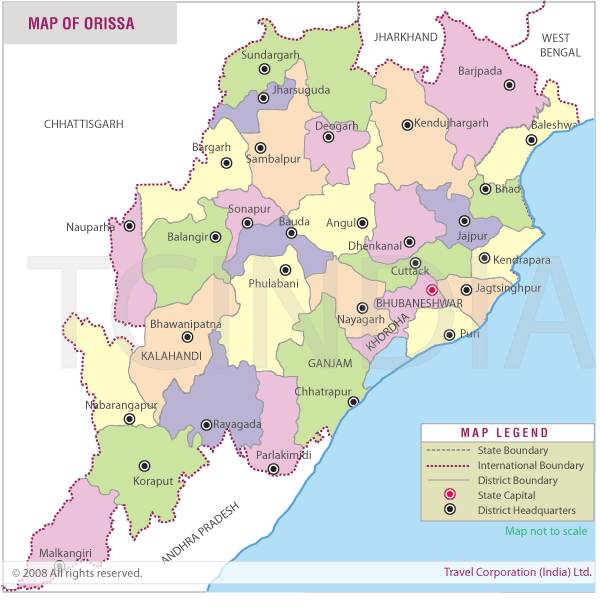 MAP OF ORISSA
JHARKHAND
WEST
BENGAL
Sundargarh
Barjpada
Jharsuguda
CHHATTISGARH
Deogarh
Kendujhargarh
Baleshwa
Bargarh
Sambalpur
Bhad
Sonapur
Nauparha
Bauda
Angul
Jajpur
Balangir
Dhenkanal
Kendrapara
Cuttack
Phulabani
Jagtsinghpur
BHUBANESHWAR
Bhawanipatna
Nayagarh
KHORDHA
Puri
KALAHANDI
GANJAM
Chhatrapur
Nabarangapur
Rayagada
Parlakimidi
Koraput
ANDHRA PRADESH
Malkangiri
TCINDIA
MAP LEGEND
State Boundary
International Boundary
District Boundary
State Capital
District Headquarters
Map not to scale
© 2008 All rights reserved.
Travel Corporation (India) Ltd.